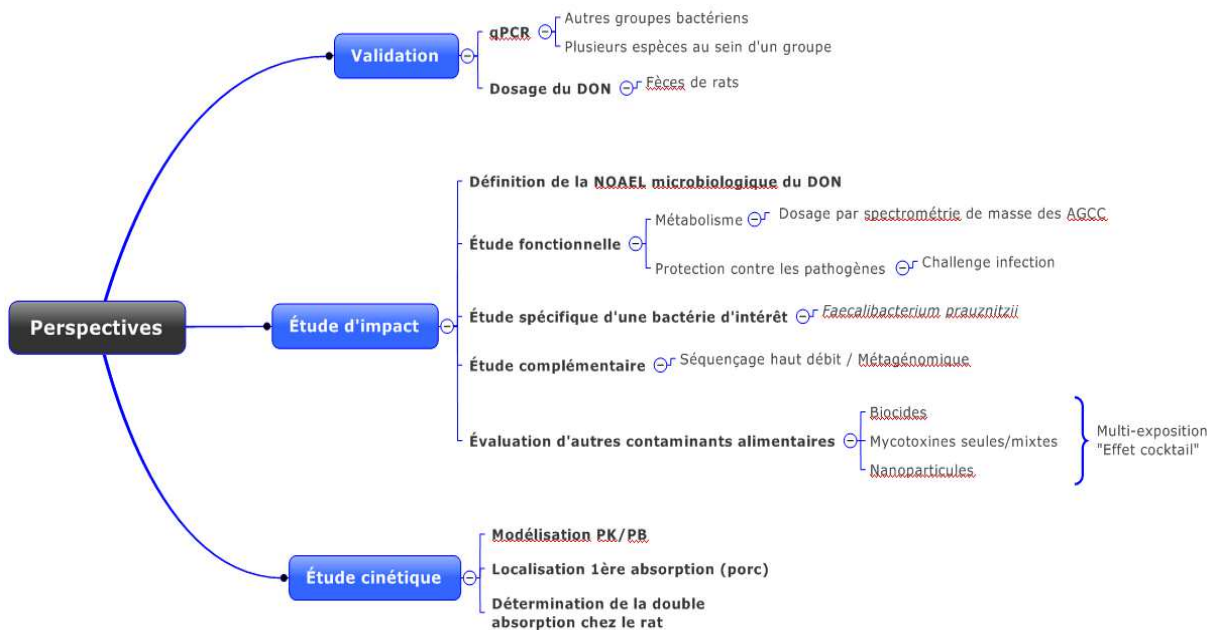 Perspectives
Validation
qPCR
Autres groupes bactériens
Plusieurs espèces au sein d'un groupe
Dosage du DON
Fèces de rats
Étude d'impact
Définition de la NOAEL microbiologique du DON
Étude fonctionnelle
Métabolisme
Dosage par spectrométrie de masse des AGCC
Protection contre les pathogènes
Challenge infection
Étude spécifique d'une bactérie d'intérêt
Faecalibacterium prauznitzii
Étude complémentaire
Séquençage haut débit / Métagénomique
Évaluation d'autres contaminants alimentaires
Biocides
Mycotoxines seules/mixtes
Nanoparticules
Multi-exposition
"Effet cocktail"
Étude cinétique
Modélisation PK/PB
Localisation 1ère absorption (porc)
Détermination de la double
absorption chez le rat